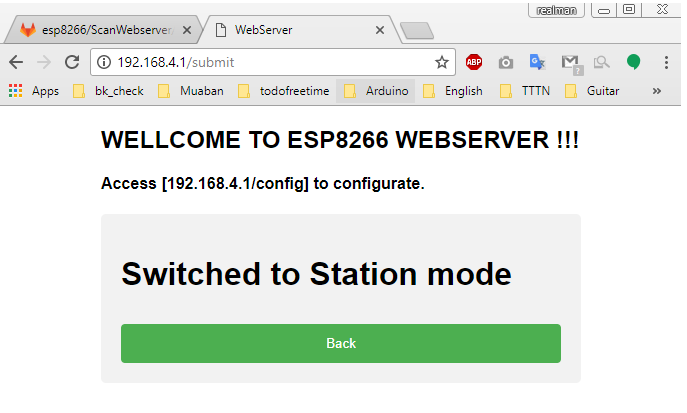 realman
esp8266/ScanWebserver
WebServer
192.168.4.1/submit
ABP
7
Apps
bk_check
Muaban
todofreetime
Arduino
English
TTTN
Guitar
»
WELLCOME TO ESP8266 WEBSERVER !!!
Access [192.168.4.1/config] to configurate.
Switched to Station mode
Back